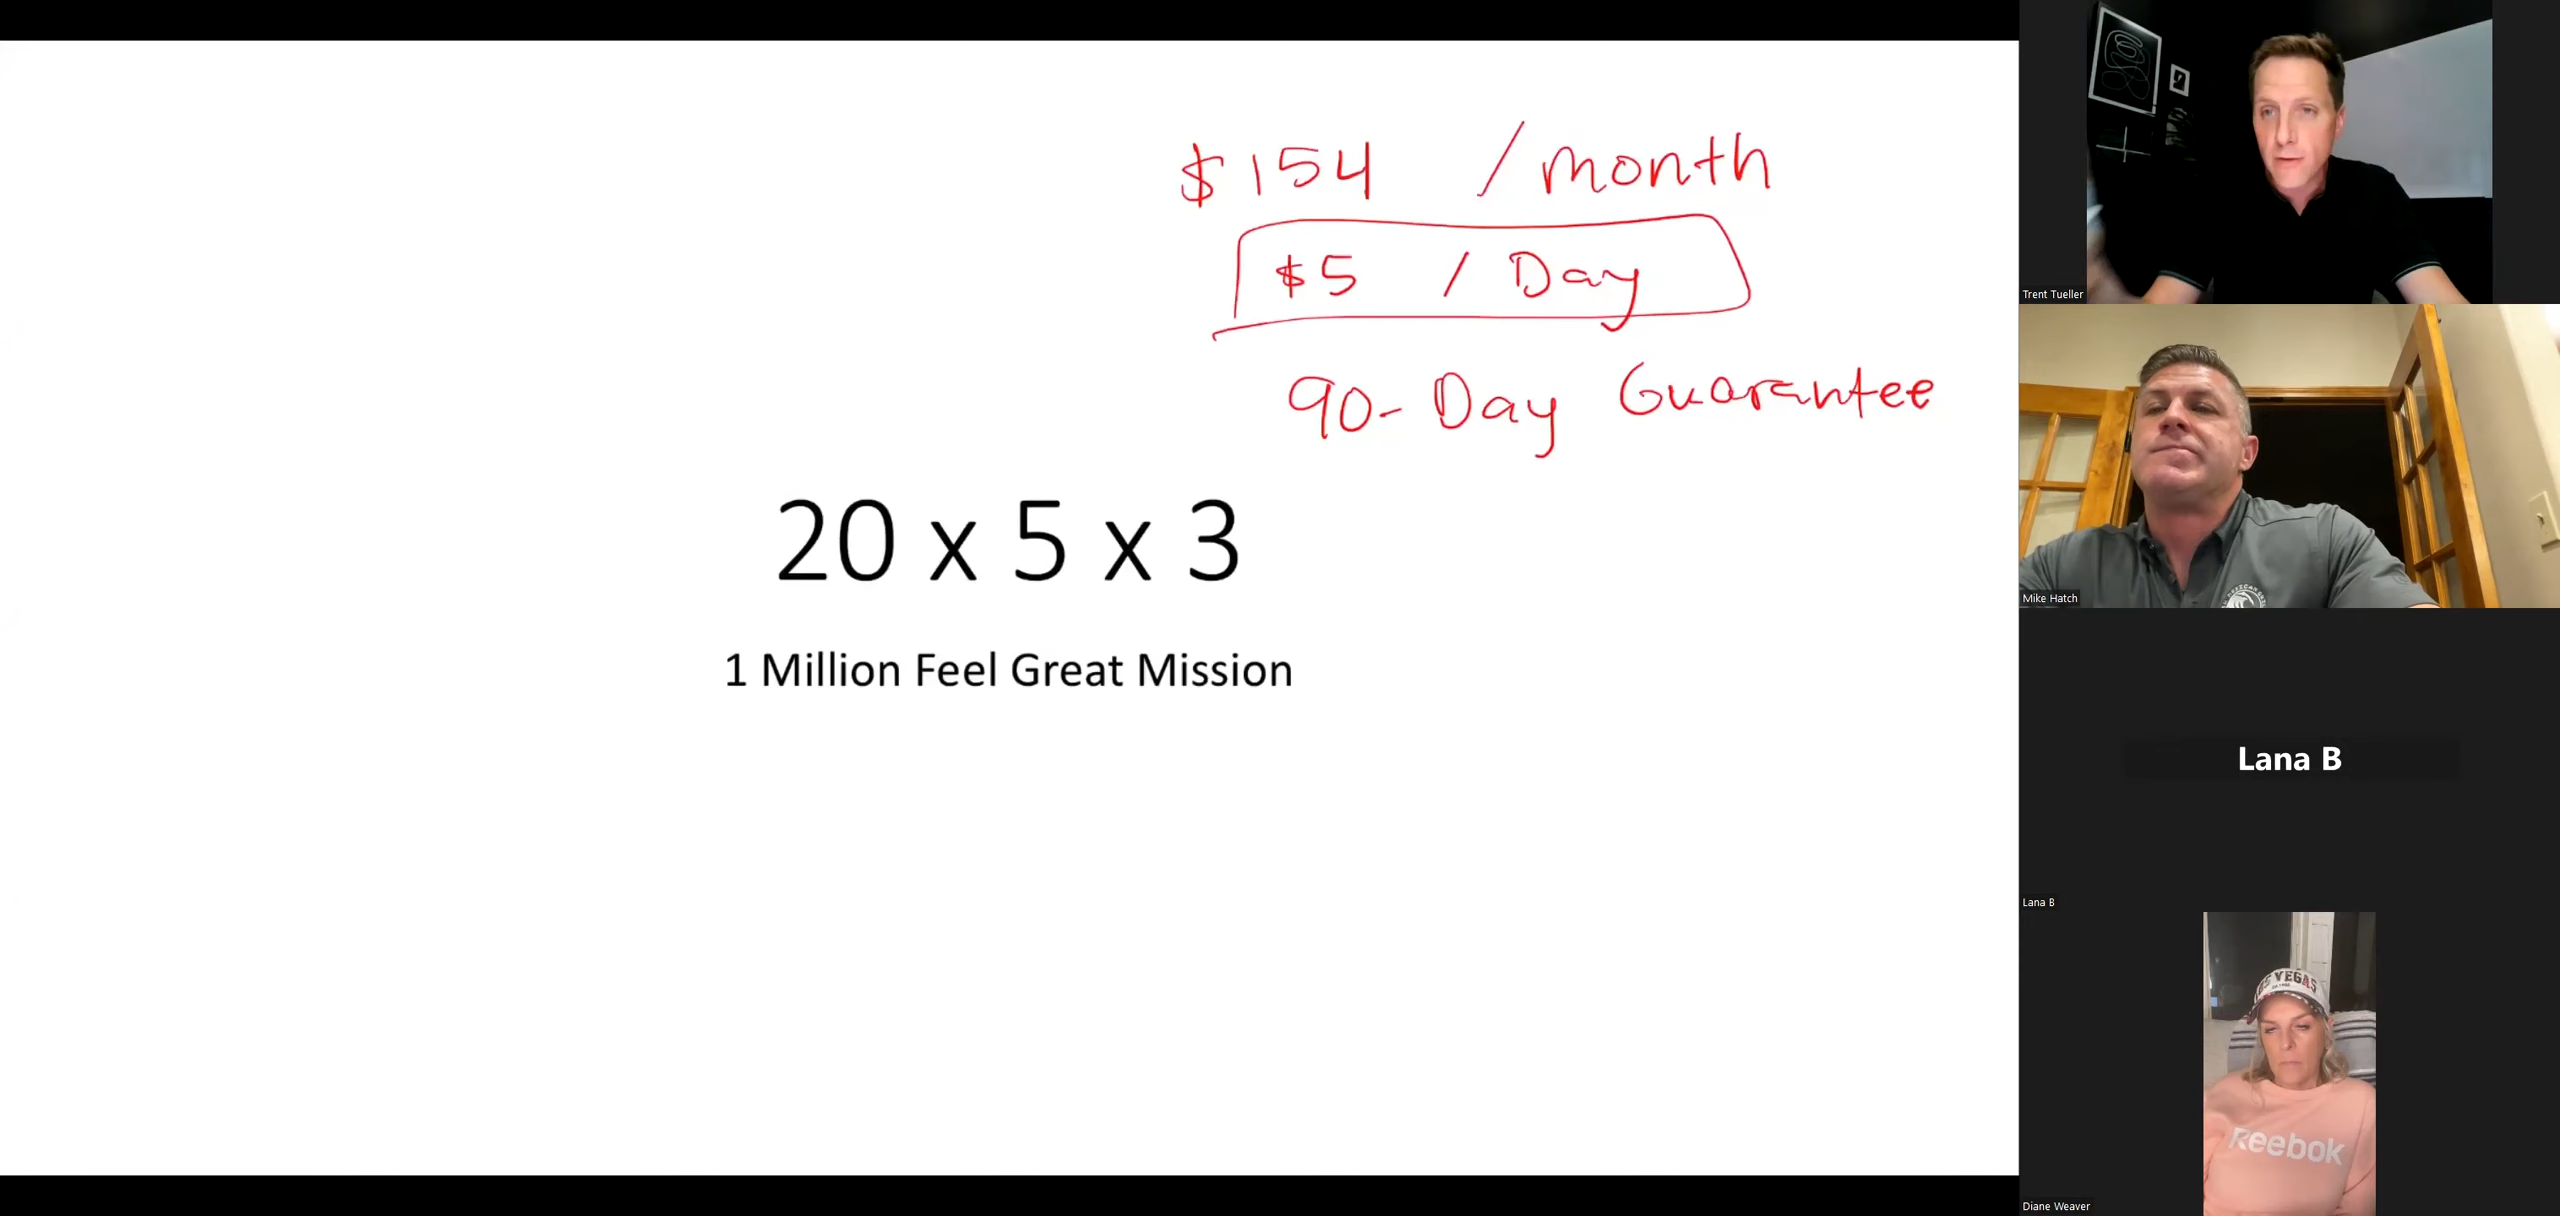 $154 /month
$5 / Day
90-Day Guarantee
20 x 5 x 3
1 Million Feel Great Mission
Trent Tueller
Mike Hatch
Lana B
Lana B
VEGAS
Reebok
Diane Weaver